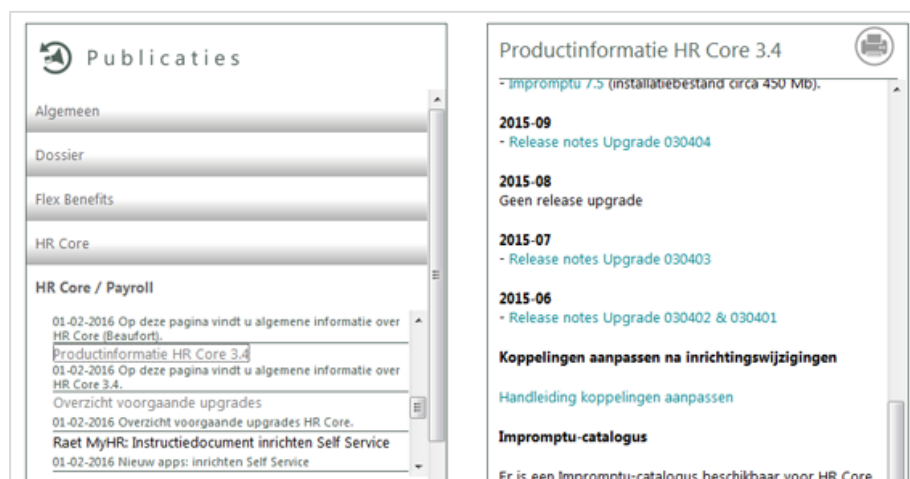 Publicaties
Algemeen
Dossier
Flex Benefits
HR Core
HR Core / Payroll
01-02-2016 Op deze pagina vindt u algemene informatie over
HR Core (Beaufort).
Productinformatie HR Core 3.4
01-02-2016 Op deze pagina vindt u algemene informatie over
HR Core 3.4.
Overzicht voorgaande upgrades
01-02-2016 Overzicht voorgaande upgrades HR Core.
Raet MyHR: Instructiedocument inrichten Self Service
01-02-2016 Nieuw apps: inrichten Self Service
Productinformatie HR Core 3.4
- Impromptu 7.5 (installatiebestand circa 450 Mb).
2015-09
- Release notes Upgrade 030404
2015-08
Geen release upgrade
2015-07
- Release notes Upgrade 030403
2015-06
- Release notes Upgrade 030402 & 030401
Koppelingen aanpassen na inrichtingswijzigingen
Handleiding koppelingen aanpassen
Impromptu-catalogus
Er is een Impromptu-catalogus beschikbaar voor HR Core